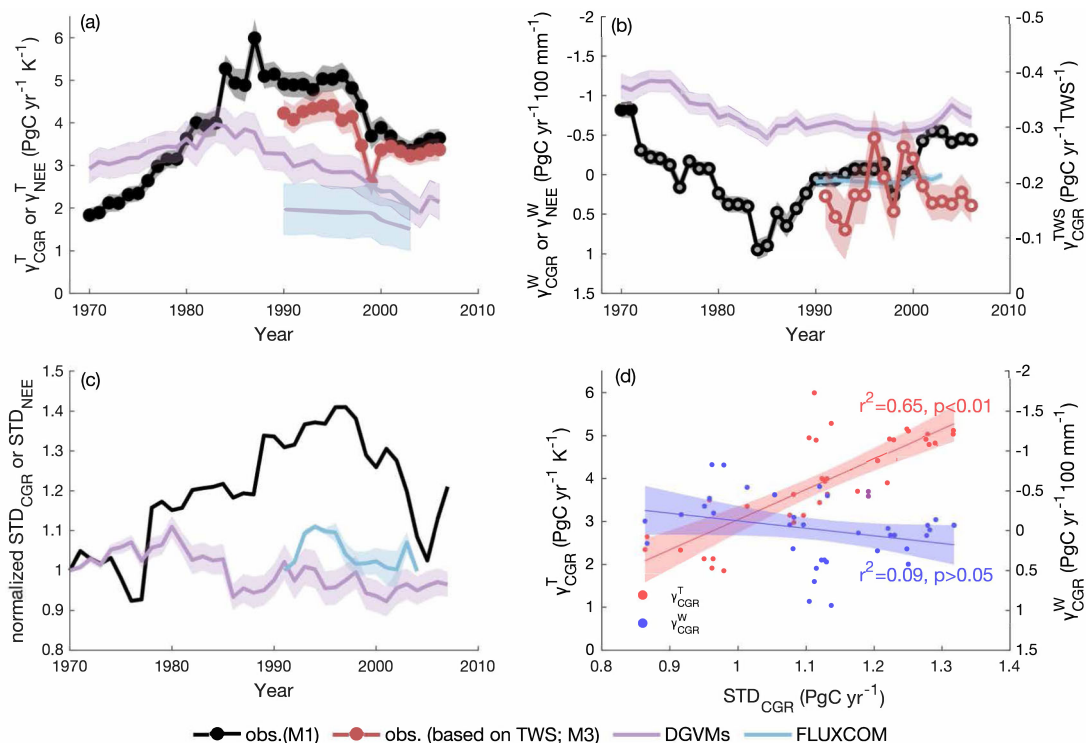 (a)
γ^T_CGR or γ^T_NEE (PgC yr^-1 K^-1)
6
5
4
3
2
1
0
1970 1980 1990 2000 2010
Year
(b)
γ^W_CGR or γ^W_NEE (PgC yr^-1 100 mm^-1)
-2
-1.5
-1
-0.5
0
0.5
1
1.5
-0.5
-0.4
-0.3
-0.2
-0.1
0
γ^TWS_CGR (PgC yr^-1 TWS^-1)
1970 1980 1990 2000 2010
Year
(c)
normalized STD_CGR or STD_NEE
1.5
1.4
1.3
1.2
1.1
1.0
0.9
0.8
1970 1980 1990 2000 2010
Year
(d)
γ^T_CGR (PgC yr^-1 K^-1)
6
5
4
3
2
1
0
r^2=0.65, p<0.01
r^2=0.09, p>0.05
γ^T_CGR
γ^W_CGR
-2
-1.5
-1
-0.5
0
0.5
1
1.5
γ^W_CGR (PgC yr^-1 100 mm^-1)
0.8 0.9 1 1.1 1.2 1.3 1.4
STD_CGR (PgC yr^-1)
obs.(M1) obs. (based on TWS; M3) DGVMs FLUXCOM